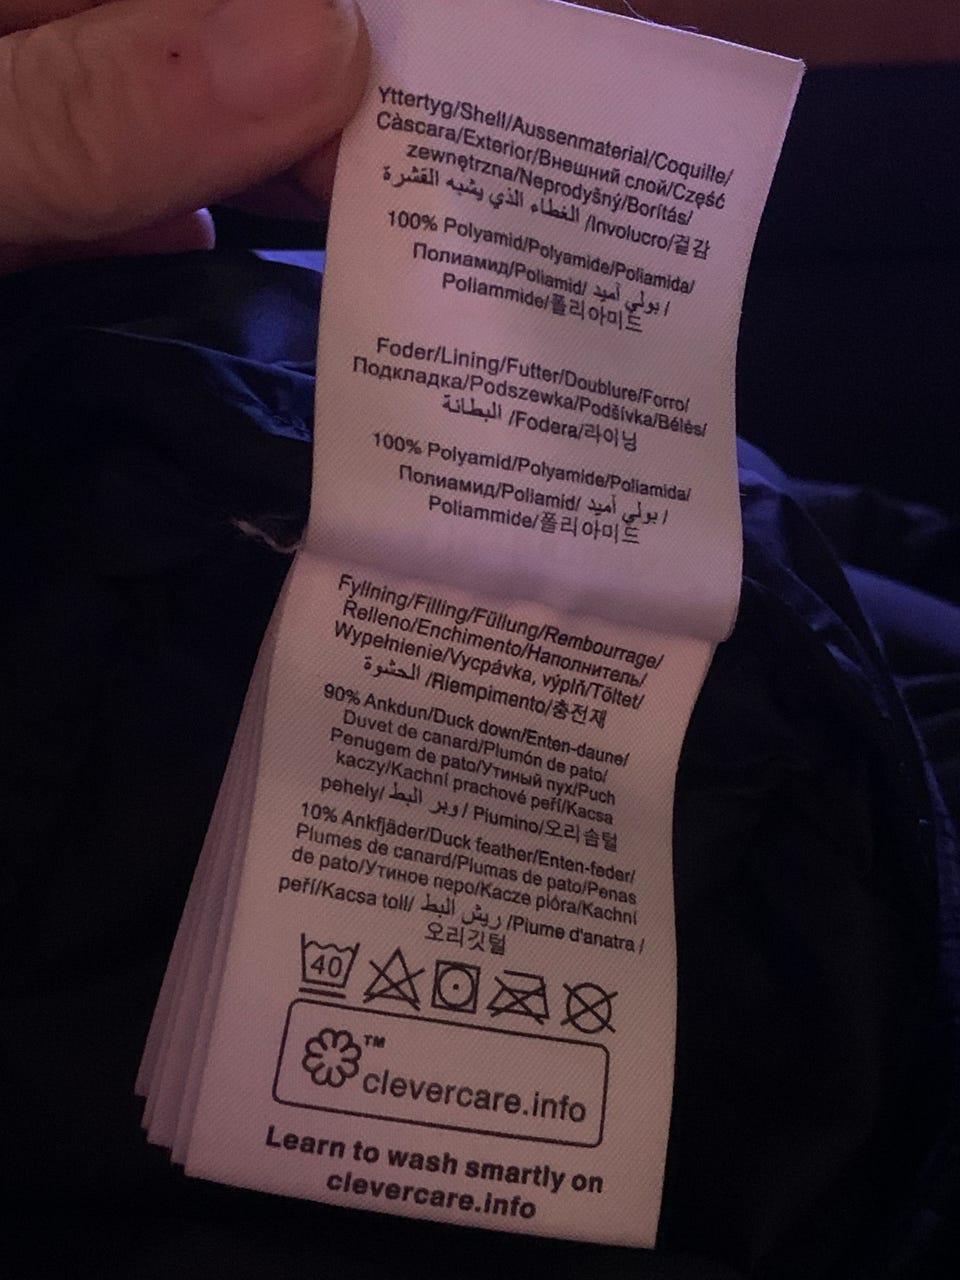 Yttertyg/Shell/Aussenmaterial/Coquille/
Càscara/Exterior/Внешний слой/Część
zewnętrzna/Neprodyšný/Borítás/
الغطاء الذي يشبه القشرة /Involucro/겉감
100% Polyamid/Polyamide/Poliamida/
Полиамид/Poliamid/ بولي أميد /
Poliammide/폴리아미드
Foder/Lining/Futter/Doublure/Forro/
Подкладка/Podszewka/Podšívka/Bélés/
البطانة /Fodera/라이닝
100% Polyamid/Polyamide/Poliamida/
Полиамид/Poliamid/ بولي أميد /
Poliammide/폴리아미드
Fyllning/Filling/Füllung/Rembourrage/
Relleno/Enchimento/Наполнитель/
Wypełnienie/Vycpávka, výplň/Töltet/
الحشوة /Riempimento/충전재
90% Ankdun/Duck down/Enten-daune/
Duvet de canard/Plumón de pato/
Penugem de pato/Утиный пух/Puch
kaczy/Kachní prachové peří/Kacsa
pehely/ وبر البط / Piumino/오리솜털
10% Ankfjäder/Duck feather/Enten-feder/
Plumes de canard/Plumas de pato/Penas
de pato/Утиное перо/Kacze pióra/Kachní
peří/Kacsa toll/ ريش البط /Piume d'anatra /
오리깃털
40
™
clevercare.info
Learn to wash smartly on
clevercare.info